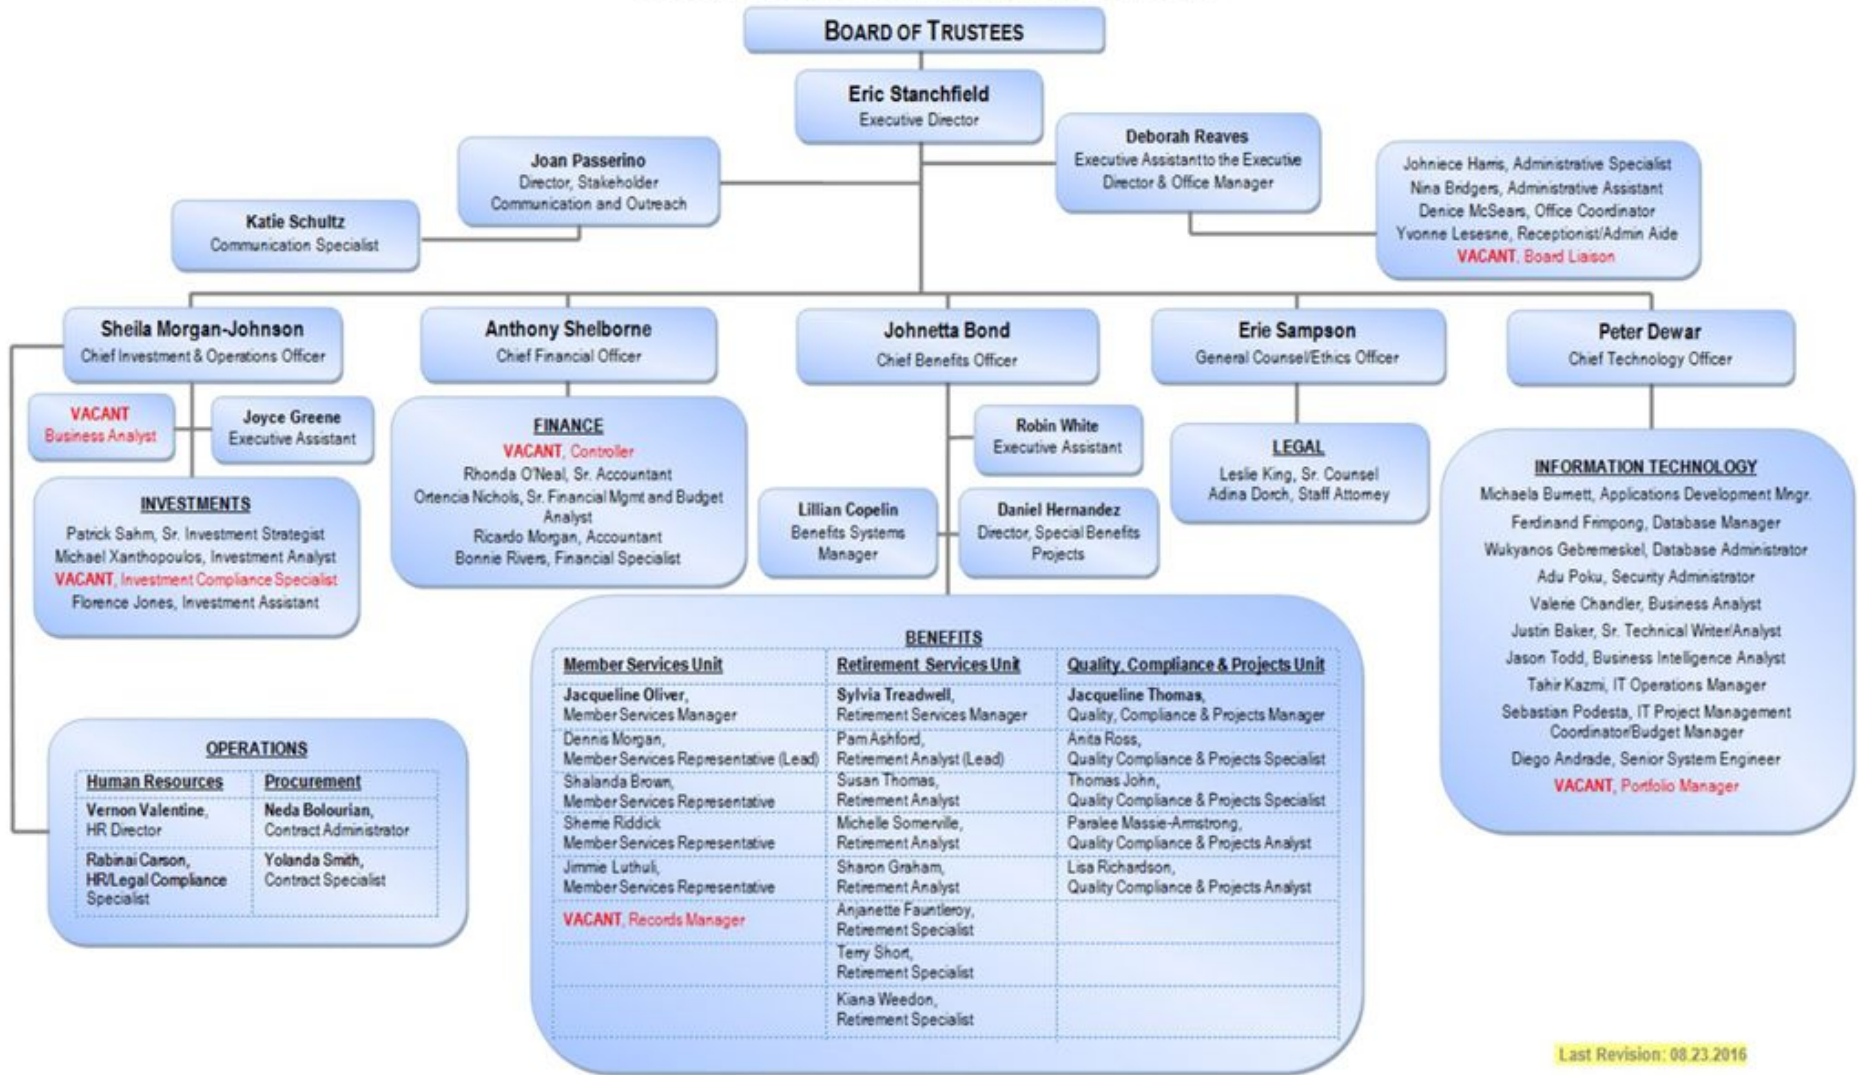 BOARD OF TRUSTEES
Eric Stanchfield
Executive Director
Deborah Reaves
Executive Assistant to the Executive
Director & Office Manager
Johniece Harris, Administrative Specialist
Nina Bridgers, Administrative Assistant
Denice McSears, Office Coordinator
Yvonne Lesesne, Receptionist/Admin Aide
VACANT, Board Liaison
Joan Passerino
Director, Stakeholder
Communication and Outreach
Katie Schultz
Communication Specialist
Sheila Morgan-Johnson
Chief Investment & Operations Officer
Anthony Shelborne
Chief Financial Officer
Johnetta Bond
Chief Benefits Officer
Erie Sampson
General Counsel/Ethics Officer
Peter Dewar
Chief Technology Officer
VACANT
Business Analyst
Joyce Greene
Executive Assistant
INVESTMENTS
Patrick Sahm, Sr. Investment Strategist
Michael Xanthopoulos, Investment Analyst
VACANT, Investment Compliance Specialist
Florence Jones, Investment Assistant
FINANCE
VACANT, Controller
Rhonda O'Neal, Sr. Accountant
Ortencia Nichols, Sr. Financial Mgmt and Budget
Analyst
Ricardo Morgan, Accountant
Bonnie Rivers, Financial Specialist
Robin White
Executive Assistant
Lillian Copelin
Benefits Systems
Manager
Daniel Hernandez
Director, Special Benefits
Projects
LEGAL
Leslie King, Sr. Counsel
Adina Dorch, Staff Attorney
INFORMATION TECHNOLOGY
Michaela Burnett, Applications Development Mngr.
Ferdinand Frimpong, Database Manager
Wukyanos Gebremeskel, Database Administrator
Adu Poku, Security Administrator
Valerie Chandler, Business Analyst
Justin Baker, Sr. Technical Writer/Analyst
Jason Todd, Business Intelligence Analyst
Tahir Kazmi, IT Operations Manager
Sebastian Podesta, IT Project Management
Coordinator/Budget Manager
Diego Andrade, Senior System Engineer
VACANT, Portfolio Manager
OPERATIONS
Human Resources
Vernon Valentine,
HR Director
Rabinai Carson,
HR/Legal Compliance
Specialist
Procurement
Neda Bolourian,
Contract Administrator
Yolanda Smith,
Contract Specialist
BENEFITS
Member Services Unit
Jacqueline Oliver,
Member Services Manager
Dennis Morgan,
Member Services Representative (Lead)
Shalanda Brown,
Member Services Representative
Sherrie Riddick
Member Services Representative
Jimmie Luthuli,
Member Services Representative
VACANT, Records Manager
Retirement Services Unit
Sylvia Treadwell,
Retirement Services Manager
Pam Ashford,
Retirement Analyst (Lead)
Susan Thomas,
Retirement Analyst
Michelle Somerville,
Retirement Analyst
Sharon Graham,
Retirement Analyst
Anjanette Fauntleroy,
Retirement Specialist
Terry Short,
Retirement Specialist
Kiana Weedon,
Retirement Specialist
Quality, Compliance & Projects Unit
Jacqueline Thomas,
Quality, Compliance & Projects Manager
Anita Ross,
Quality Compliance & Projects Specialist
Thomas John,
Quality Compliance & Projects Specialist
Paralee Massie-Armstrong,
Quality Compliance & Projects Analyst
Lisa Richardson,
Quality Compliance & Projects Analyst
Last Revision: 08.23.2016